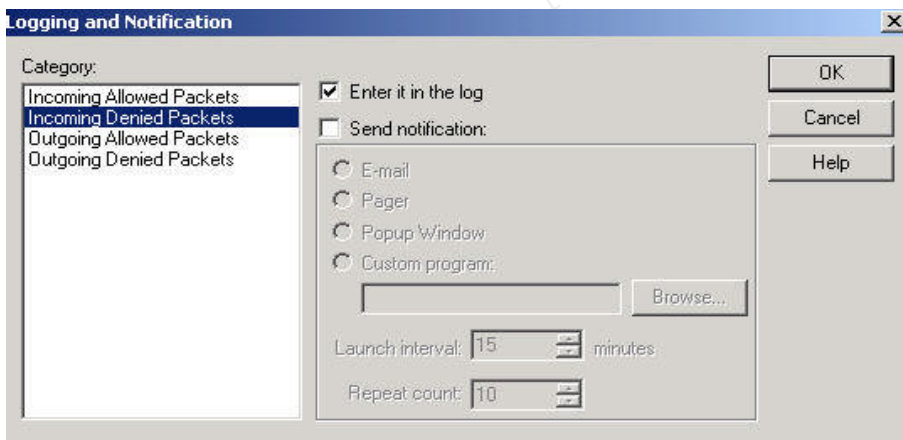 Logging and Notification
Category:
Incoming Allowed Packets
Incoming Denied Packets
Outgoing Allowed Packets
Outgoing Denied Packets
Enter it in the log
Send notification:
E-mail
Pager
Popup Window
Custom program:
Browse...
Launch interval: 15 minutes
Repeat count: 10
OK
Cancel
Help